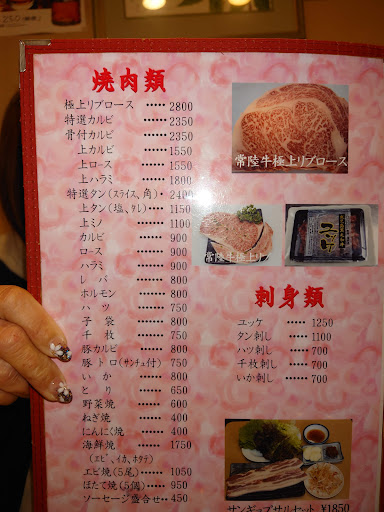 焼肉類
極上リブロース ・・・・・ 2800
特選カルビ ・・・・・・ 2350
骨付カルビ ・・・・・・ 2350
上カルビ ・・・・・ 1550
上ロース ・・・・・ 1550
上ハラミ ・・・・・ 1800
特選タン(スライス、角)・ 2400
上タン(塩、タレ)・・・・ 1150
上ミノ ・・・・・ 1100
カルビ ・・・・・ 900
ロース ・・・・・ 900
ハラミ ・・・・・ 900
レバ ・・・・・ 800
ホルモン ・・・・・ 800
ハツ ・・・・・ 750
子袋 ・・・・・ 800
千枚 ・・・・・ 750
豚カルビ ・・・・・ 800
豚トロ(サンチュ付) 750
いか ・・・・・ 800
とり ・・・・・ 650
野菜焼 ・・・・・ 600
ねぎ焼 ・・・・・ 400
にんにく焼 ・・・・・ 400
海鮮焼 ・・・・・ 1750
(エビ、イカ、ホタテ)
エビ焼(5尾)・・・・・ 1050
ほたて焼(5個)・・・・・ 950
ソーセージ盛合せ・・ 450
常陸牛極上リブロース
常陸牛極上リ
ユッケ
刺身類
ユッケ ・・・・・ 1250
タン刺し ・・・・・ 1100
ハツ刺し ・・・・・ 700
千枚刺し ・・・・・ 700
いか刺し ・・・・・ 700
サンギョプサルセット ¥1850